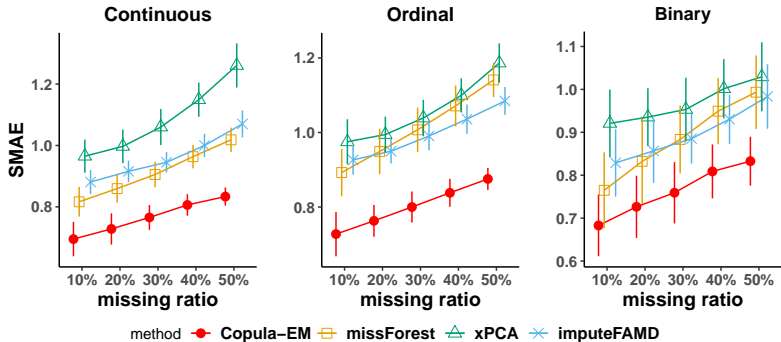 Continuous
Ordinal
Binary
SMAE
1.2
1.0
0.8
10% 20% 30% 40% 50%
missing ratio
1.2
1.0
0.8
10% 20% 30% 40% 50%
missing ratio
1.1
1.0
0.9
0.8
0.7
0.6
10% 20% 30% 40% 50%
missing ratio
method Copula−EM missForest xPCA imputeFAMD